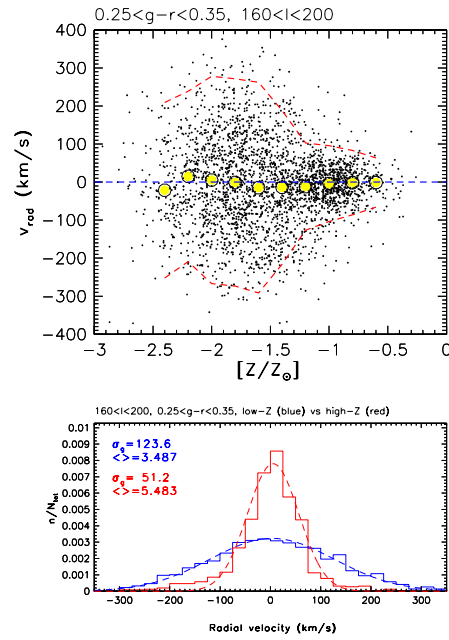 0.25<g-r<0.35, 160<l<200
400
300
200
100
0
-100
-200
-300
-400
v_rad (km/s)
-3 -2.5 -2 -1.5 -1 -0.5 0
[Z/Z_⊙]
160<l<200, 0.25<g-r<0.35, low-Z (blue) vs high-Z (red)
0.01
0.009
0.008
0.007
0.006
0.005
0.004
0.003
0.002
0.001
0
n/N_tot
σ_g=123.6
<>=3.487
σ_g= 51.2
<>=5.483
-300 -200 -100 0 100 200 300
Radial velocity (km/s)